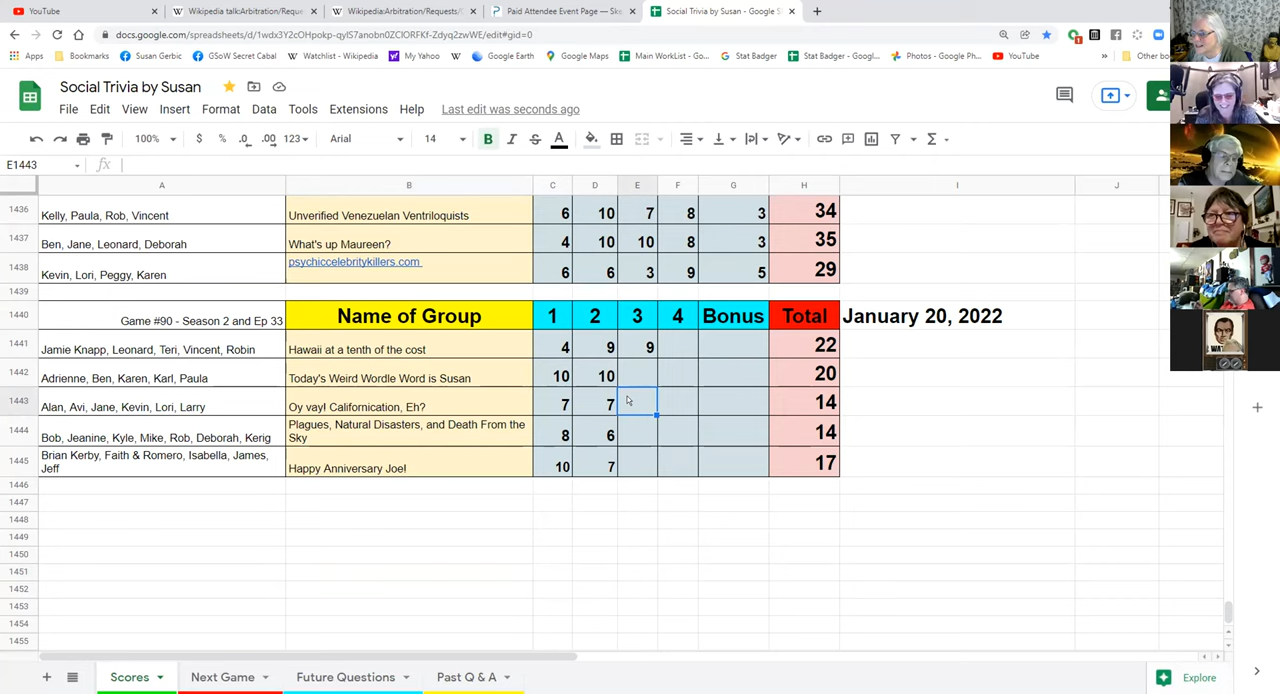 YouTube
Wikipedia talk:Arbitration/Reque
Wikipedia:Arbitration/Requests/
Paid Attendee Event Page — Ske
Social Trivia by Susan - Google S
docs.google.com/spreadsheets/d/
Apps Bookmarks Susan Gerbic GSoW Secret Cabal Watchlist - Wikipedia My Yahoo Google Earth Google Maps Main WorkList - Go... Stat Badger Stat Badger - Googl... Photos - Google Ph... YouTube Other bo
Social Trivia by Susan
File Edit View Insert Format Data Tools Extensions Help Last edit was seconds ago
100% $ % .0 .00 123 Arial 14 B I S A
E1443 fx
A B C D E F G H I J
1436 Kelly, Paula, Rob, Vincent Unverified Venezuelan Ventriloquists 6 10 7 8 3 34
1437 Ben, Jane, Leonard, Deborah What's up Maureen? 4 10 10 8 3 35
1438 Kevin, Lori, Peggy, Karen psychiccelebritykillers.com 6 6 3 9 5 29
1439
1440 Game #90 - Season 2 and Ep 33 Name of Group 1 2 3 4 Bonus Total January 20, 2022
1441 Jamie Knapp, Leonard, Teri, Vincent, Robin Hawaii at a tenth of the cost 4 9 9 22
1442 Adrienne, Ben, Karen, Karl, Paula Today's Weird Wordle Word is Susan 10 10 20
1443 Alan, Avi, Jane, Kevin, Lori, Larry Oy vay! Californication, Eh? 7 7 14
1444 Bob, Jeanine, Kyle, Mike, Rob, Deborah, Kerig Plagues, Natural Disasters, and Death From the
Sky 8 6 14
1445 Brian Kerby, Faith & Romero, Isabella, James,
Jeff Happy Anniversary Joe! 10 7 17
1446
1447
1448
1449
1450
1451
1452
1453
1454
1455
Scores Next Game Future Questions Past Q & A Explore